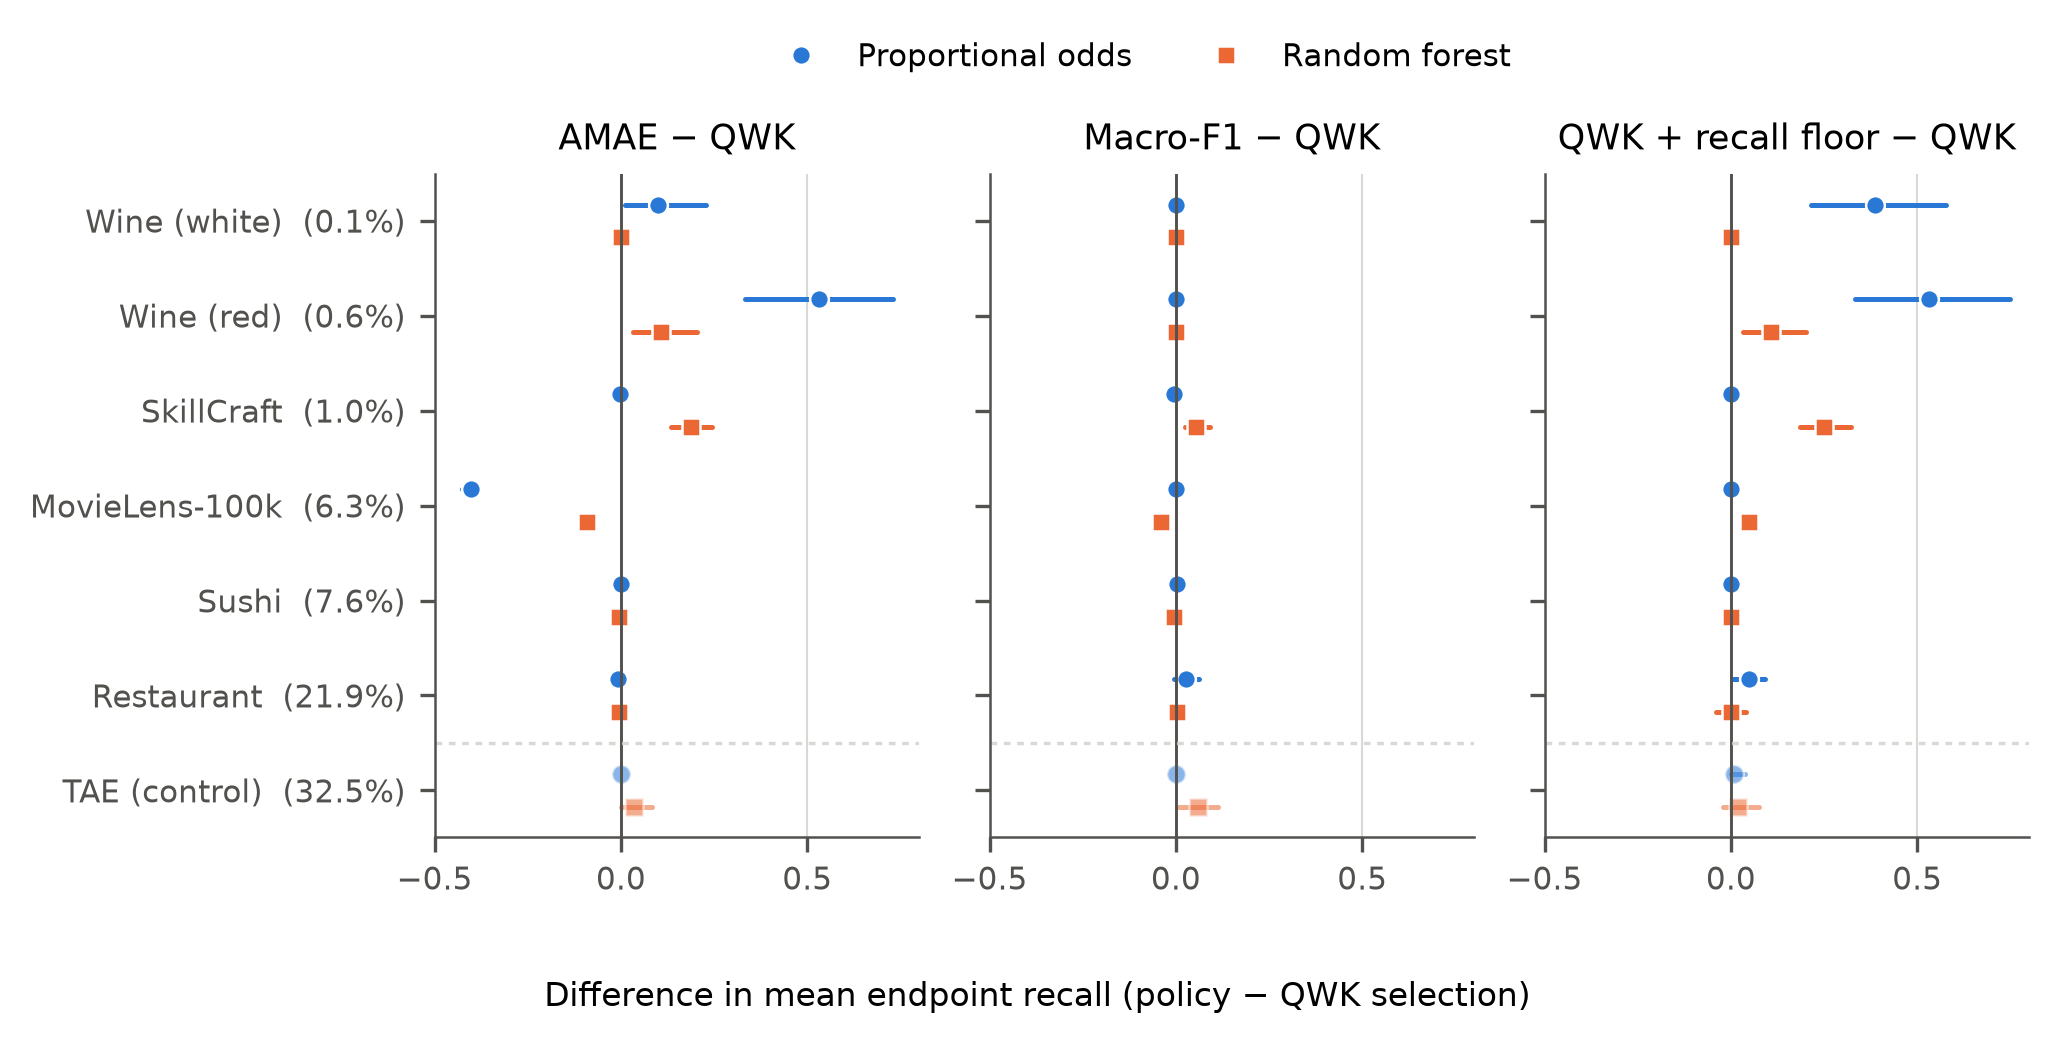 Proportional odds Random forest
AMAE − QWK Macro-F1 − QWK QWK + recall floor − QWK
Wine (white) (0.1%)
Wine (red) (0.6%)
SkillCraft (1.0%)
MovieLens-100k (6.3%)
Sushi (7.6%)
Restaurant (21.9%)
TAE (control) (32.5%)
−0.5 0.0 0.5 −0.5 0.0 0.5 −0.5 0.0 0.5
Difference in mean endpoint recall (policy − QWK selection)